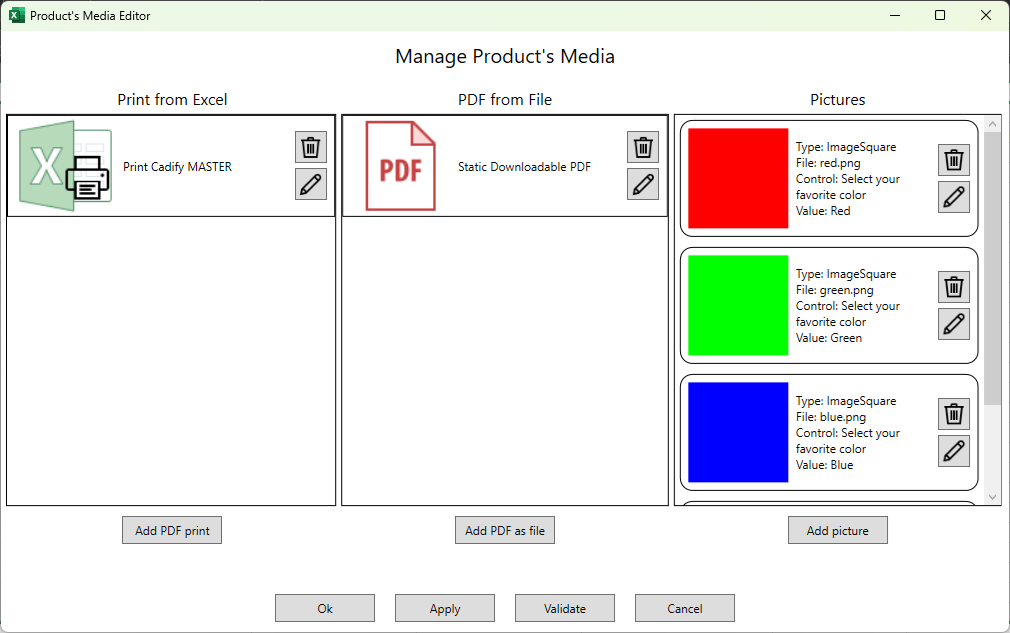 Product's Media Editor
Manage Product's Media
Print from Excel
X
Print Cadify MASTER
PDF from File
PDF
Static Downloadable PDF
Pictures
Type: ImageSquare
File: red.png
Control: Select your
favorite color
Value: Red
Type: ImageSquare
File: green.png
Control: Select your
favorite color
Value: Green
Type: ImageSquare
File: blue.png
Control: Select your
favorite color
Value: Blue
Add PDF print
Add PDF as file
Add picture
Ok
Apply
Validate
Cancel